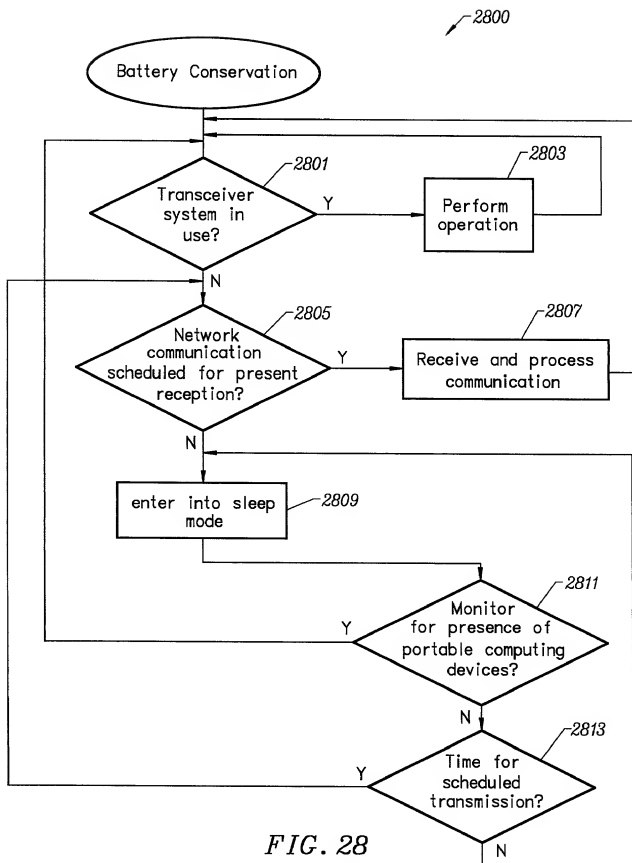 2800
Battery Conservation
2801
2803
Transceiver
system in
use?
Y
Perform
operation
N
2805
2807
Network
communication
scheduled for present
reception?
Y
Receive and process
communication
N
enter into sleep
mode
2809
2811
Monitor
for presence of
portable computing
devices?
Y
N
2813
Time for
scheduled
transmission?
Y
N
FIG. 28